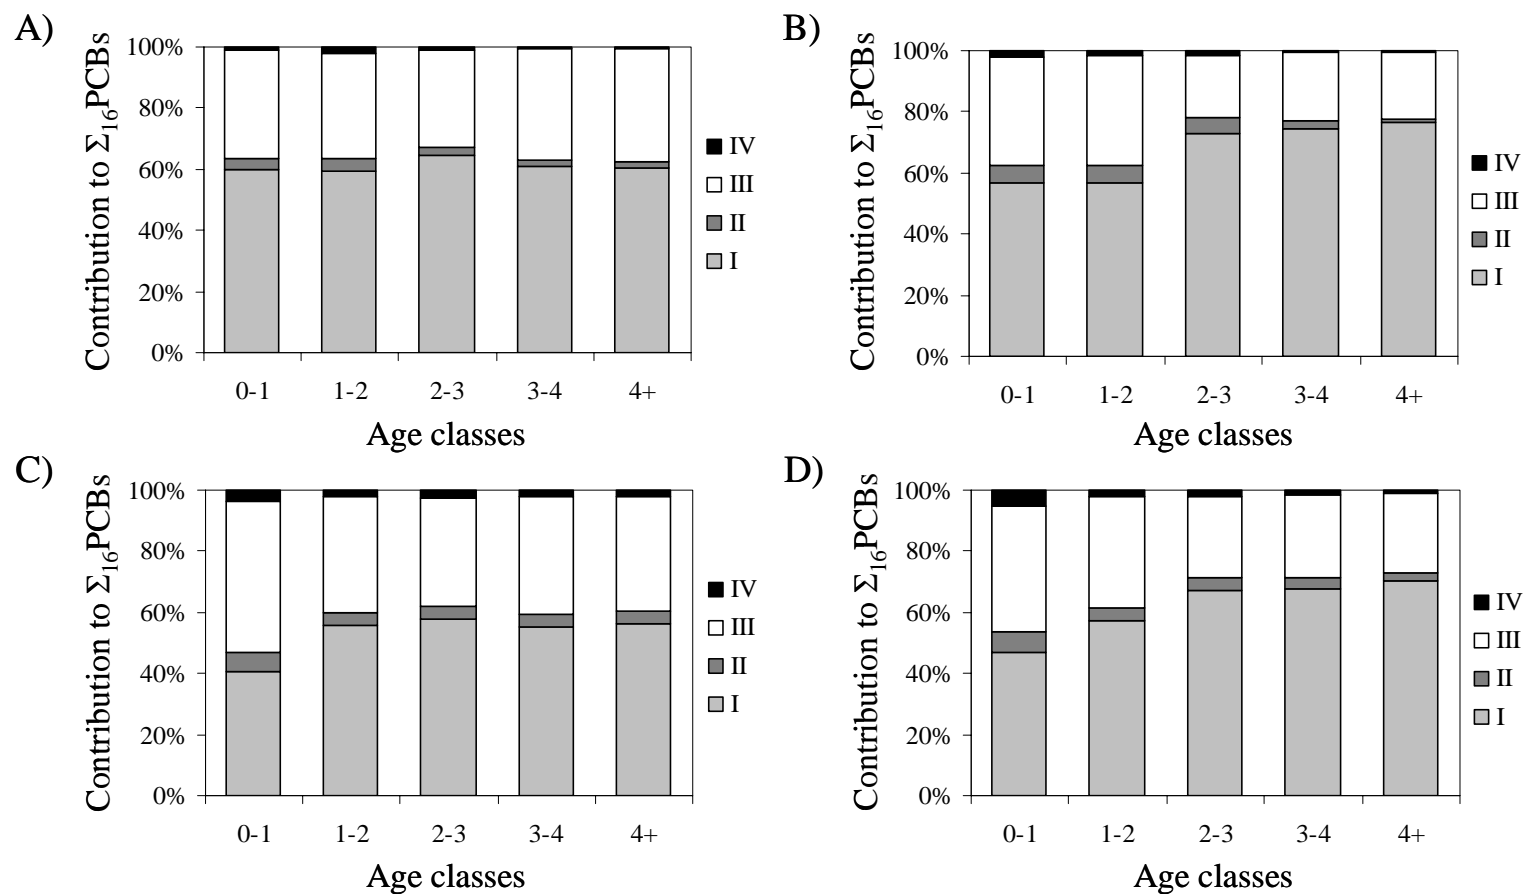 A)
Contribution to Σ16PCBs
100%
80%
60%
40%
20%
0%
0-1 1-2 2-3 3-4 4+
Age classes
IV
III
II
I
B)
Contribution to Σ16PCBs
100%
80%
60%
40%
20%
0%
0-1 1-2 2-3 3-4 4+
Age classes
IV
III
II
I
C)
Contribution to Σ16PCBs
100%
80%
60%
40%
20%
0%
0-1 1-2 2-3 3-4 4+
Age classes
IV
III
II
I
D)
Contribution to Σ16PCBs
100%
80%
60%
40%
20%
0%
0-1 1-2 2-3 3-4 4+
Age classes
IV
III
II
I